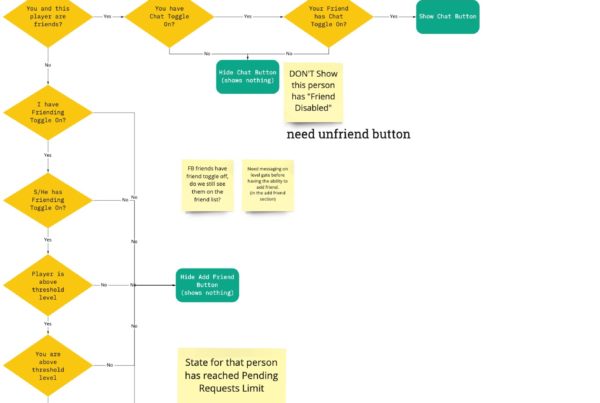 You and this
player are
friends?
Yes
You have
Chat Toggle
On?
Yes
Your Friend
has Chat
Toggle On?
Yes
Show Chat Button
No
No
No
Hide Chat Button
(shows nothing)
DON'T Show
this person
has "Friend
Disabled"
need unfriend button
I have
Friending
Toggle On?
Yes
S/He has
Friending
Toggle On?
No
No
FB friends have
friend toggle off,
do we still see
them on the
friend list?
Need messaging on
level gate before
having the ability to
add friend.
(in the add friend
section)
Yes
No
Player is
above
threshold
level
No
No
Hide Add Friend
Button
(shows nothing)
Yes
No
You are
above
threshold
level
No
State for that person
has reached Pending
Requests Limit